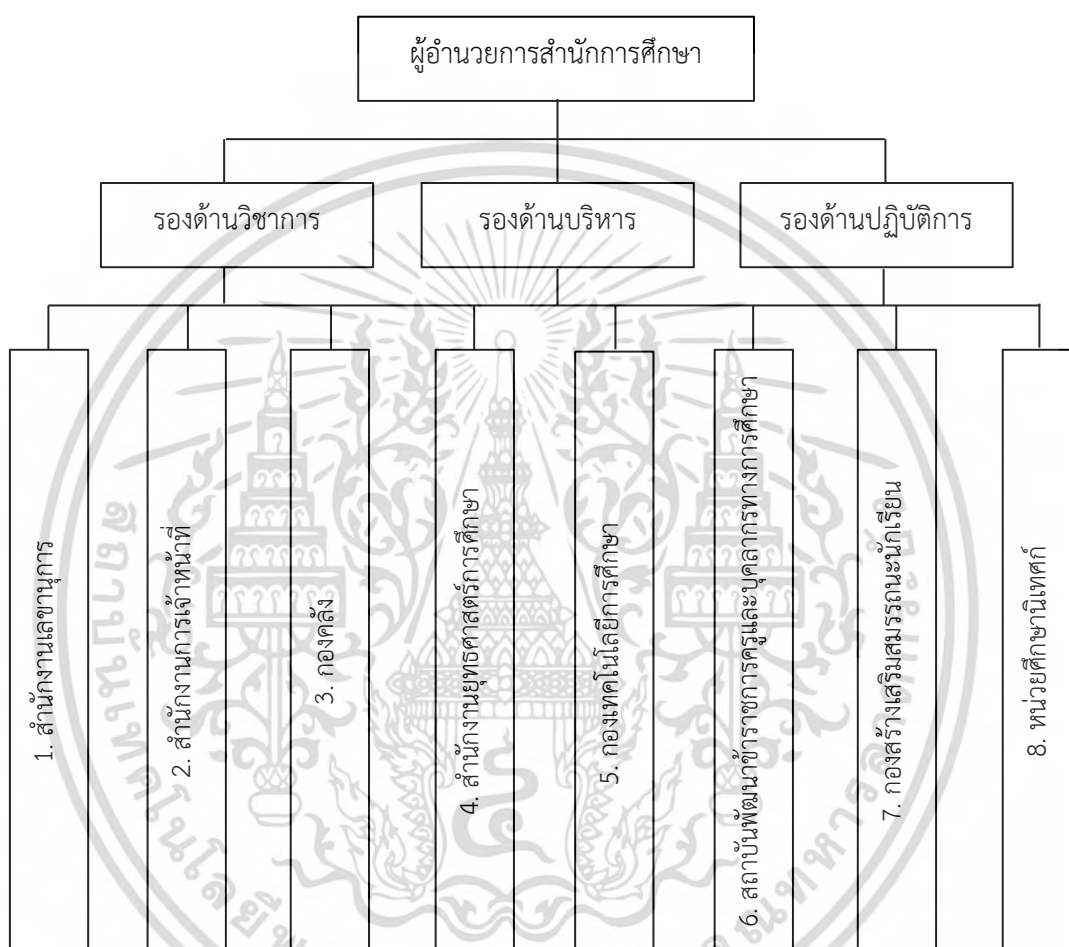 ผู้อำนวยการสำนักการศึกษา
รองด้านวิชาการ
รองด้านบริหาร
รองด้านปฏิบัติการ
1. สำนักงานเลขานุการ
2. สำนักงานการเจ้าหน้าที่
3. กองคลัง
4. สำนักงานยุทธศาสตร์การศึกษา
5. กองเทคโนโลยีการศึกษา
6. สถาบันพัฒนาข้าราชการครูและบุคลากรทางการศึกษา
7. กองสร้างเสริมสมรรถนะนักเรียน
8. หน่วยศึกษานิเทศก์